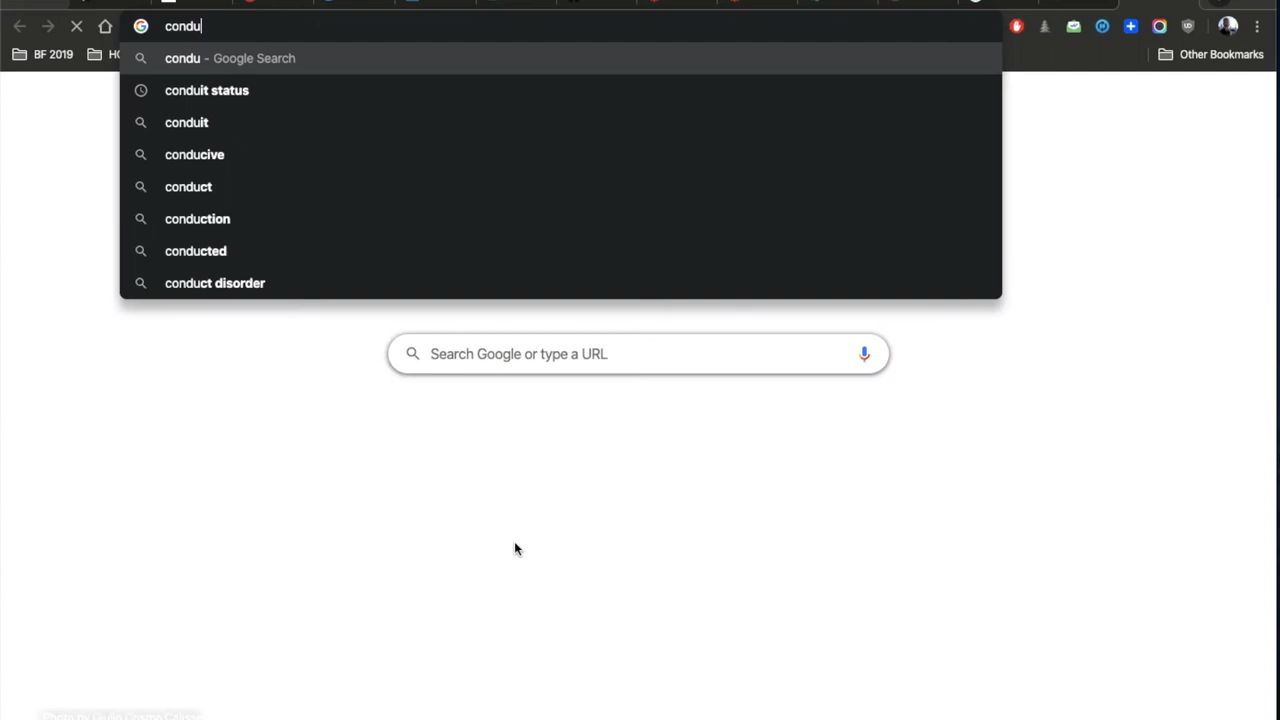 condu
BF 2019
HO
Other Bookmarks
condu - Google Search
conduit status
conduit
conducive
conduct
conduction
conducted
conduct disorder
Search Google or type a URL